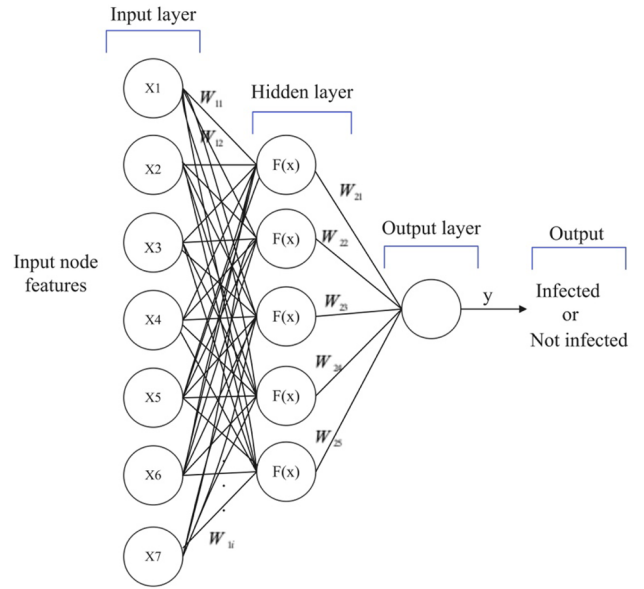 Input layer
X1
X2
X3
X4
X5
X6
X7
Input node
features
W11
W12
W1i
Hidden layer
F(x)
F(x)
F(x)
F(x)
F(x)
W21
W22
W23
W24
W25
Output layer
y
Output
Infected
or
Not infected